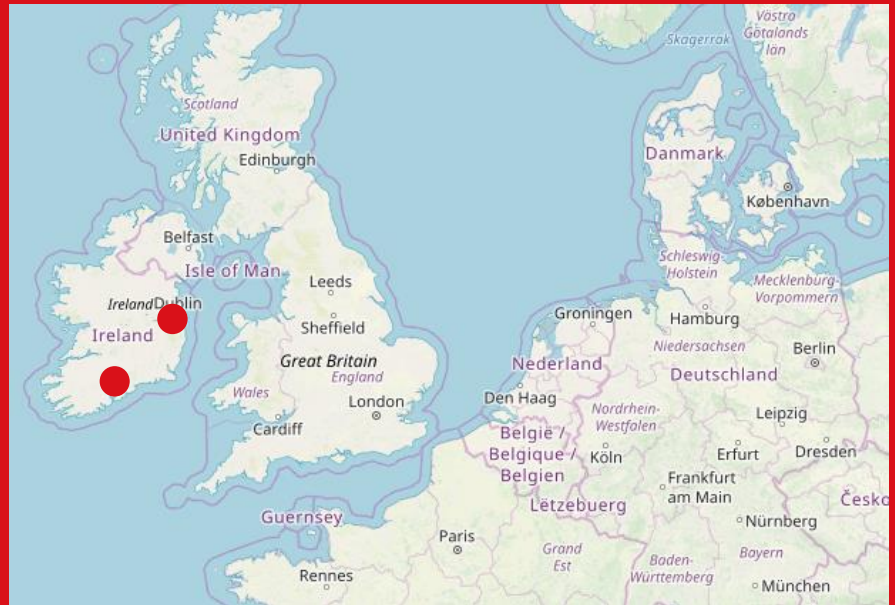 Västra
Götalands
län
Skagerrak
Scotland
United Kingdom
Edinburgh
Danmark
København
Belfast
Isle of Man
Schleswig-
Holstein
Mecklenburg-
Vorpommern
Leeds
Ireland
Dublin
Ireland
Sheffield
Groningen
Hamburg
Niedersachsen
Berlin
Great Britain
England
Nederland
Deutschland
Wales
London
Den Haag
Cardiff
Nordrhein-
Westfalen
Leipzig
België /
Belgique /
Belgien
Köln
Erfurt
Dresden
Frankfurt
am Main
Česko
Lëtzebuerg
Guernsey
Nürnberg
Paris
Grand
Est
Baden-
Württemberg
Bayern
Rennes
München